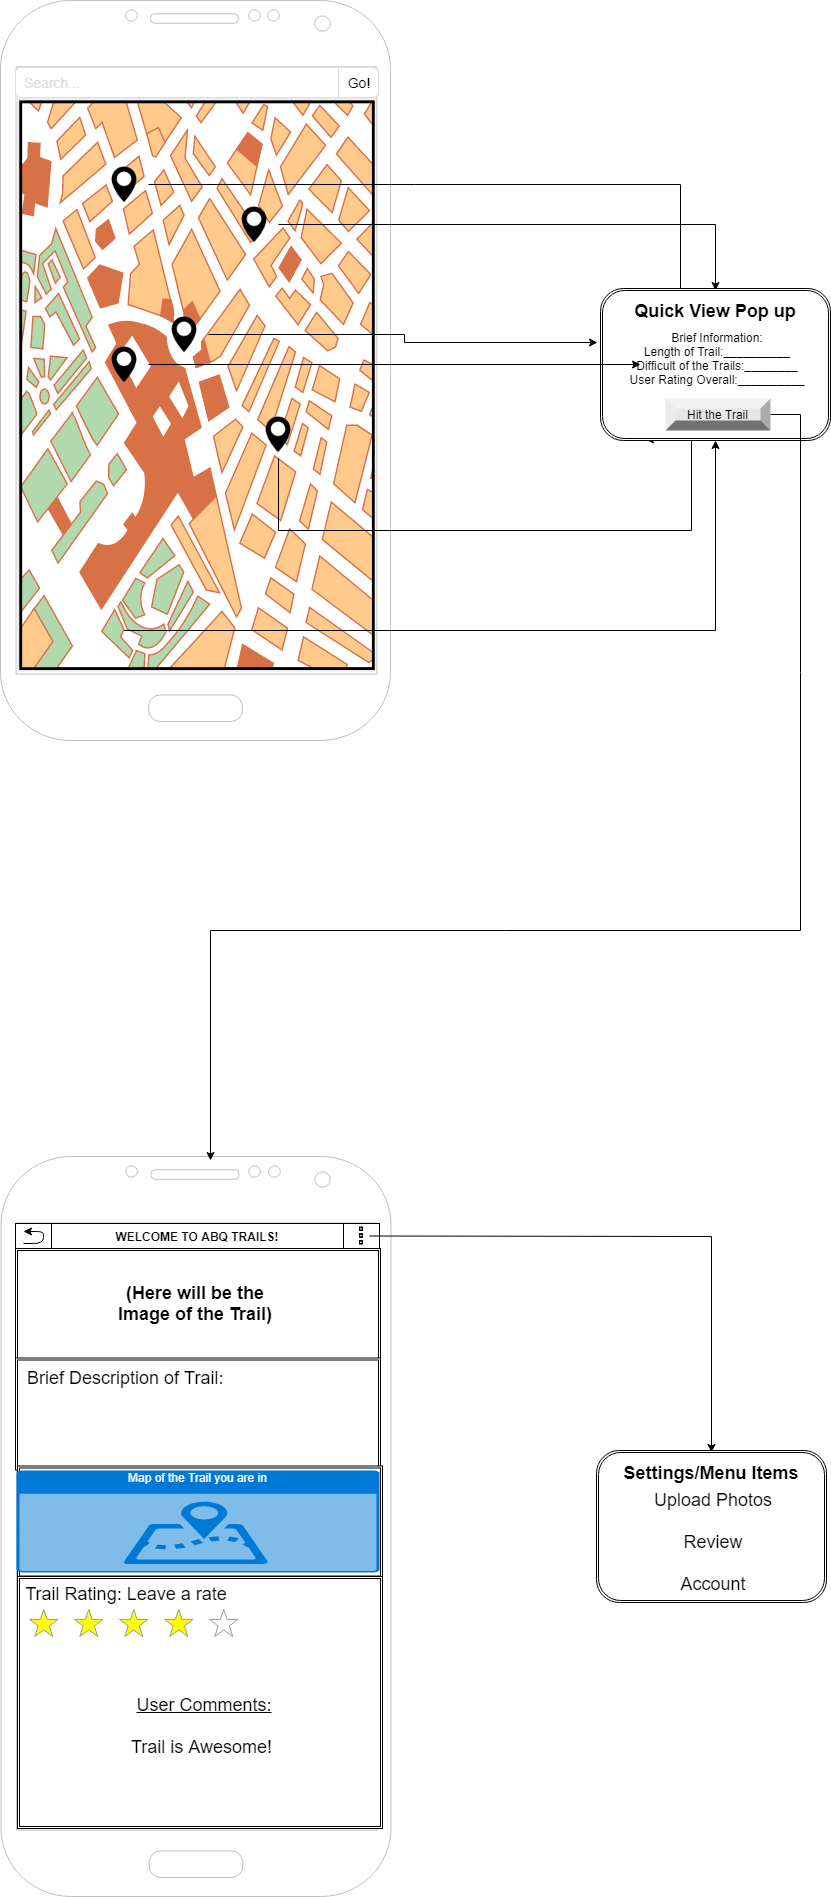 Search...
Go!
Quick View Pop up
Brief Information:
Length of Trail:__________
Difficult of the Trails:________
User Rating Overall:__________
Hit the Trail
WELCOME TO ABQ TRAILS!
(Here will be the
Image of the Trail)
Brief Description of Trail:
Map of the Trail you are in
Trail Rating: Leave a rate
User Comments:
Trail is Awesome!
Settings/Menu Items
Upload Photos
Review
Account